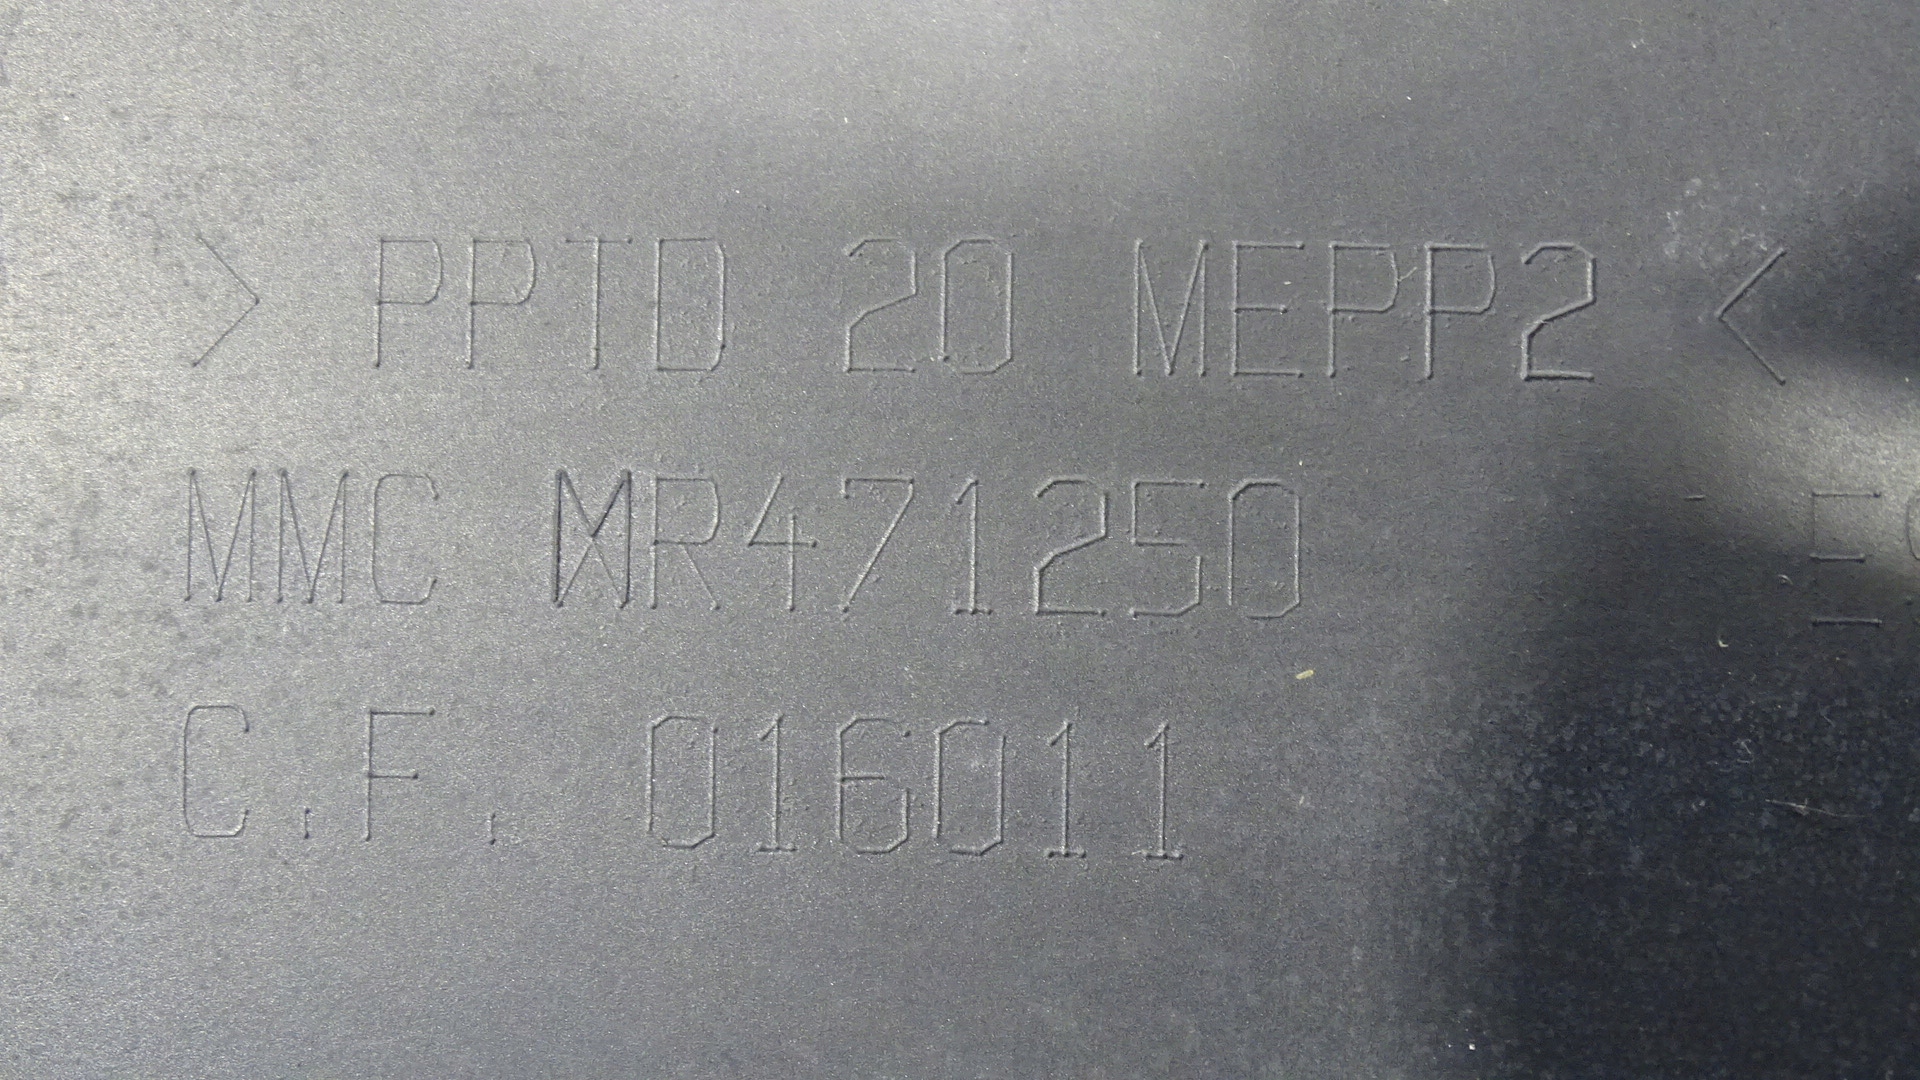 > PPTD 20 MEPP2 <
MMC MR471250
C.F. 016011